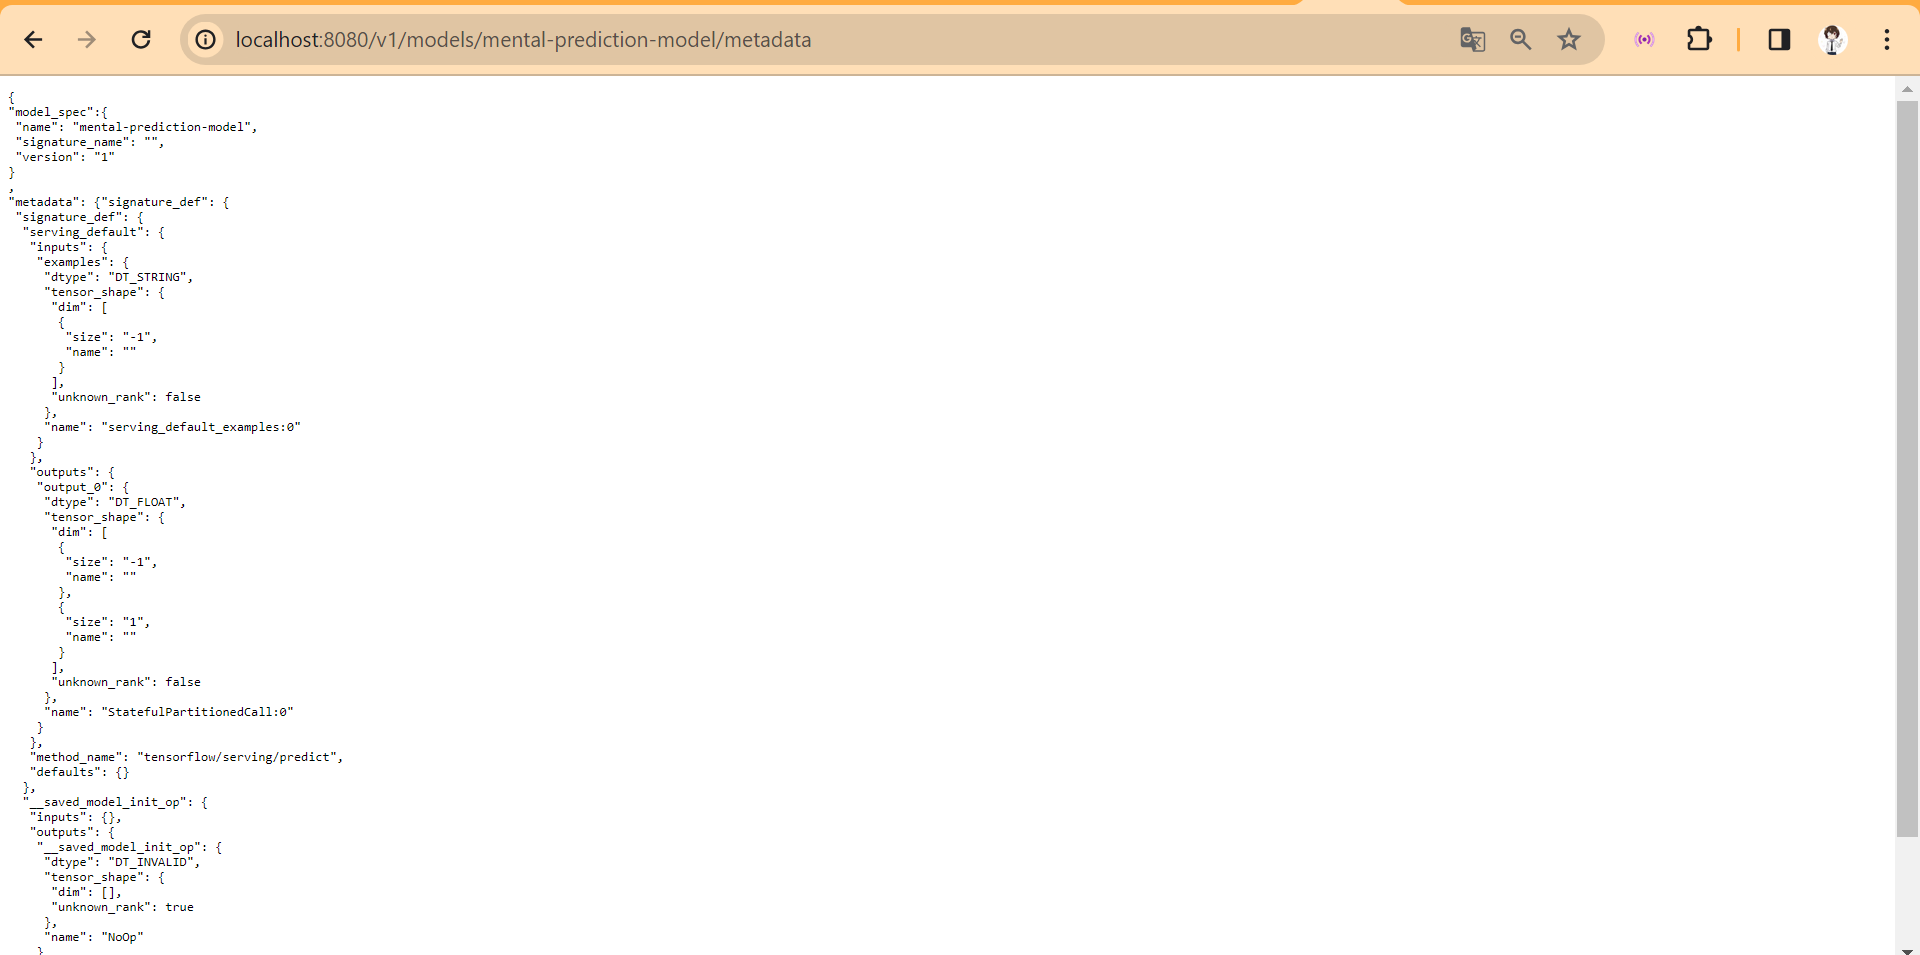 localhost:8080/v1/models/mental-prediction-model/metadata
{
"model_spec":{
 "name": "mental-prediction-model",
 "signature_name": "",
 "version": "1"
}
,
"metadata": {"signature_def": {
 "signature_def": {
  "serving_default": {
   "inputs": {
    "examples": {
     "dtype": "DT_STRING",
     "tensor_shape": {
      "dim": [
       {
        "size": "-1",
        "name": ""
       }
      ],
      "unknown_rank": false
     },
     "name": "serving_default_examples:0"
    }
   },
   "outputs": {
    "output_0": {
     "dtype": "DT_FLOAT",
     "tensor_shape": {
      "dim": [
       {
        "size": "-1",
        "name": ""
       },
       {
        "size": "1",
        "name": ""
       }
      ],
      "unknown_rank": false
     },
     "name": "StatefulPartitionedCall:0"
    }
   },
   "method_name": "tensorflow/serving/predict",
   "defaults": {}
  },
  "__saved_model_init_op": {
   "inputs": {},
   "outputs": {
    "__saved_model_init_op": {
     "dtype": "DT_INVALID",
     "tensor_shape": {
      "dim": [],
      "unknown_rank": true
     },
     "name": "NoOp"
    }